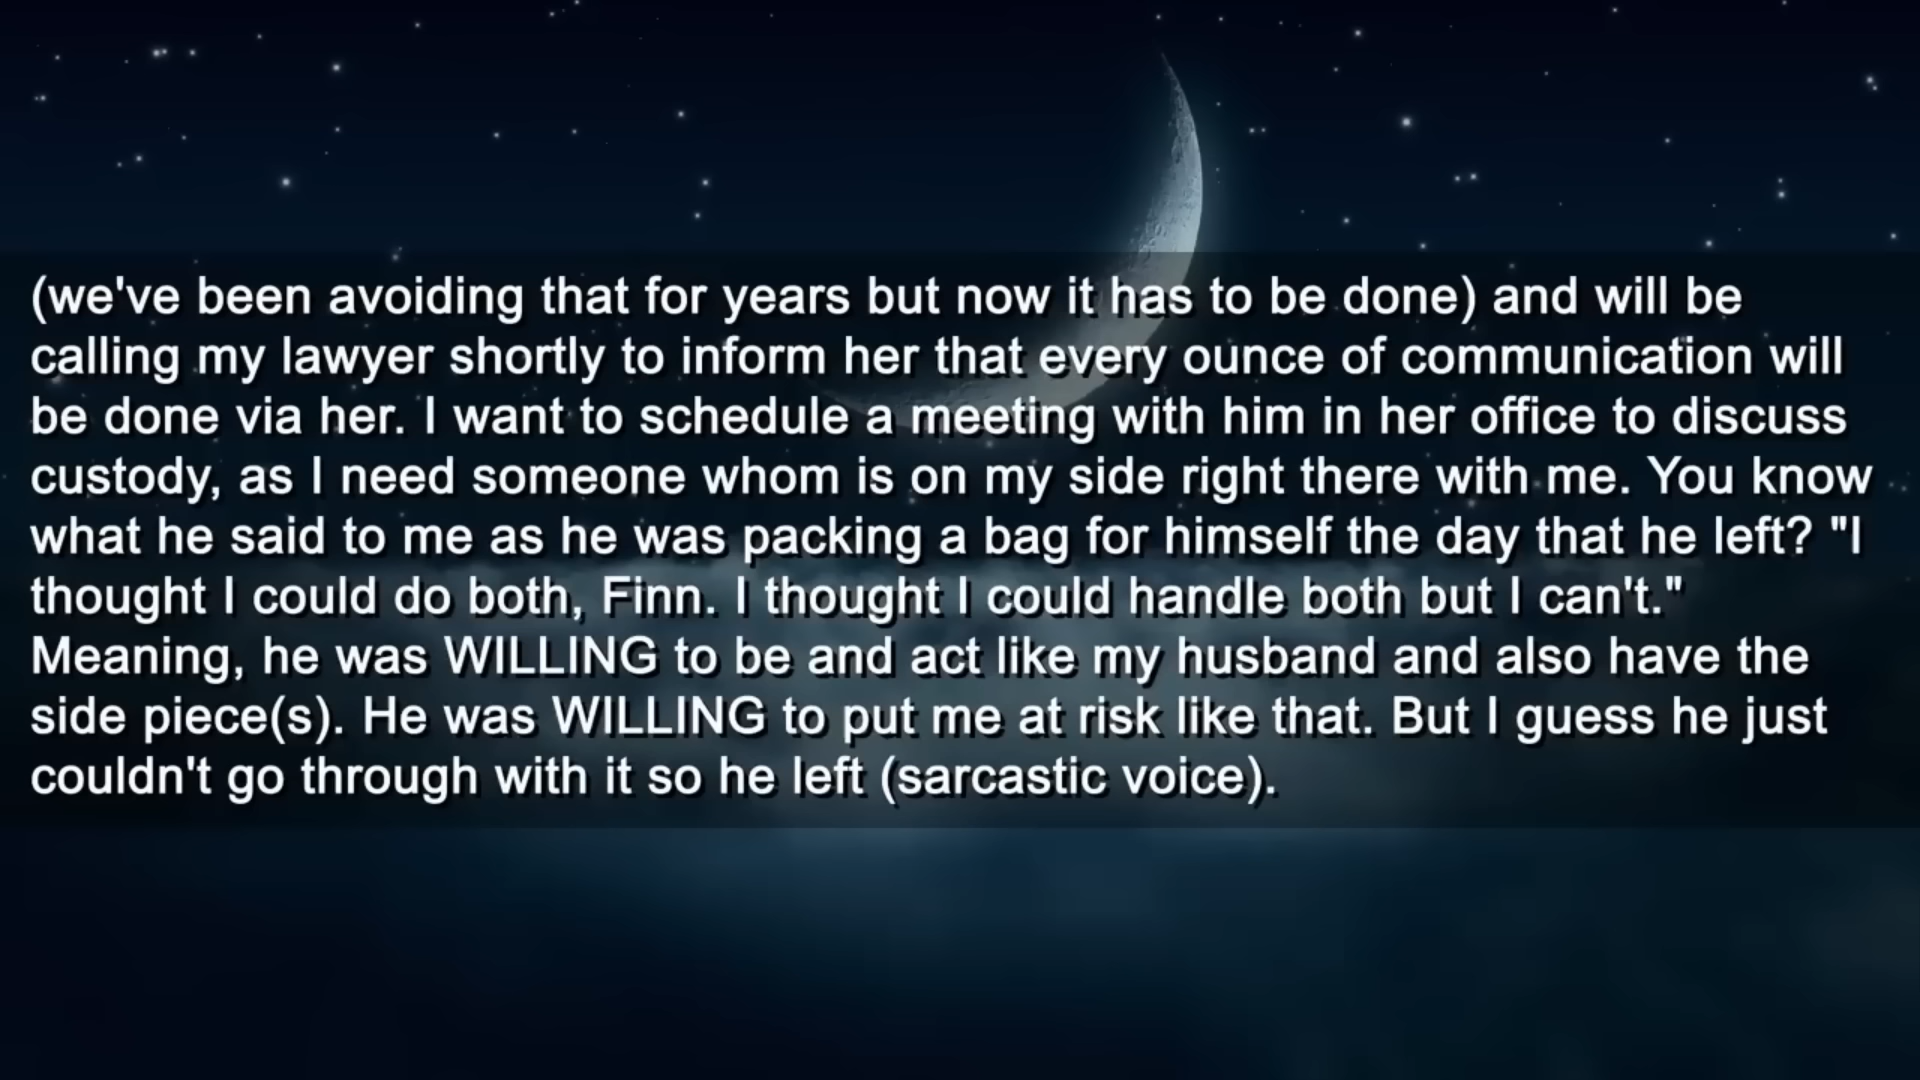 (we've been avoiding that for years but now it has to be done) and will be
calling my lawyer shortly to inform her that every ounce of communication will
be done via her. I want to schedule a meeting with him in her office to discuss
custody, as I need someone whom is on my side right there with me. You know
what he said to me as he was packing a bag for himself the day that he left? "I
thought I could do both, Finn. I thought I could handle both but I can't."
Meaning, he was WILLING to be and act like my husband and also have the
side piece(s). He was WILLING to put me at risk like that. But I guess he just
couldn't go through with it so he left (sarcastic voice).